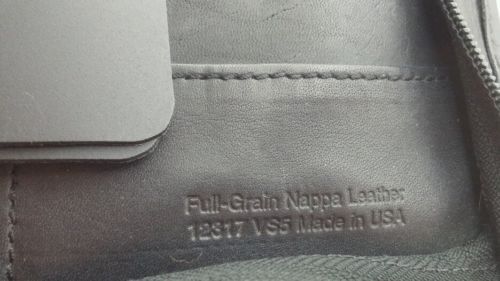 Full-Grain Nappa Leather
12317 VS5 Made in USA